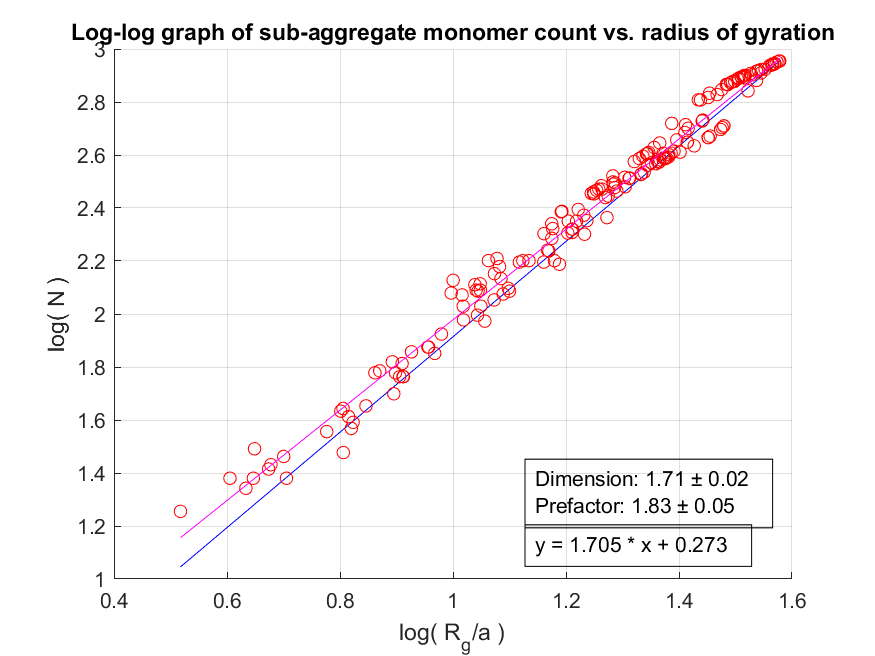 Log-log graph of sub-aggregate monomer count vs. radius of gyration
3
2.8
2.6
2.4
2.2
2
1.8
1.6
1.4
1.2
1
log( N )
Dimension: 1.71 ± 0.02
Prefactor: 1.83 ± 0.05
y = 1.705 * x + 0.273
0.4 0.6 0.8 1 1.2 1.4 1.6
log( R_g/a )